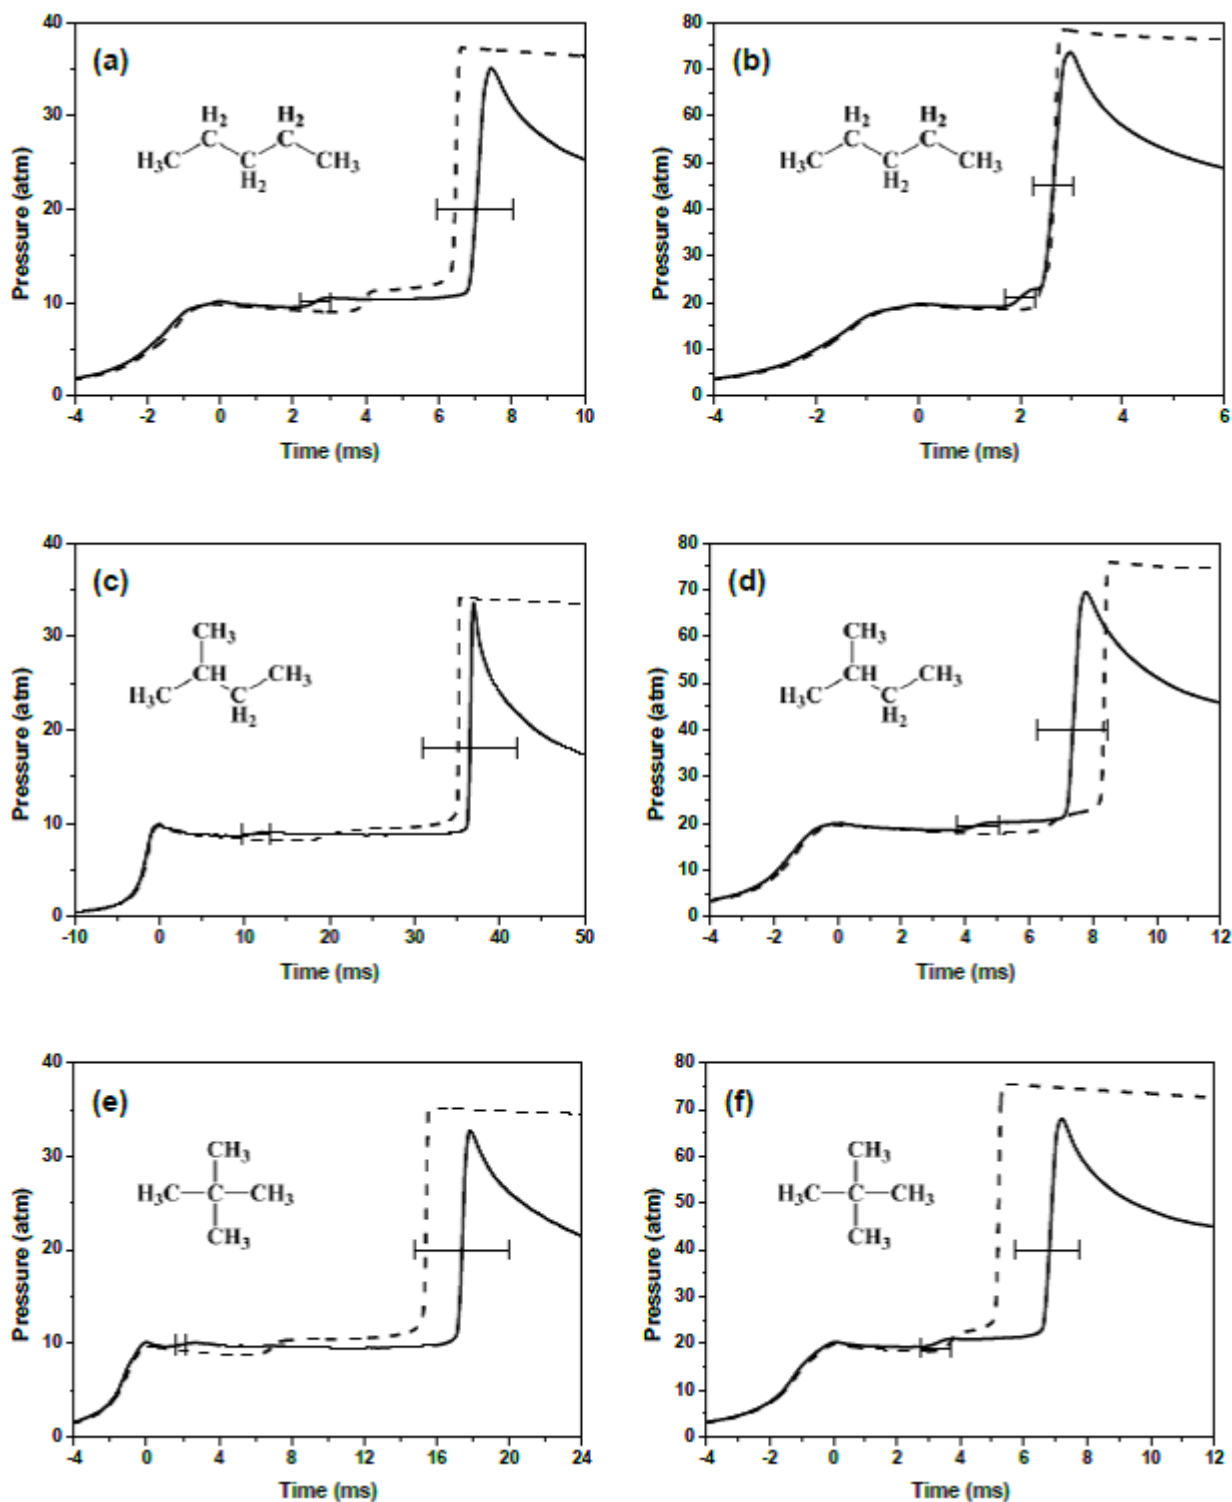 (a)
H2 H2
C C
H3C C CH3
H2
Pressure (atm)
40
30
20
10
0
-4 -2 0 2 4 6 8 10
Time (ms)
(b)
H2 H2
C C
H3C C CH3
H2
Pressure (atm)
80
70
60
50
40
30
20
10
0
-4 -2 0 2 4 6
Time (ms)
(c)
CH3
CH CH3
H3C C
H2
Pressure (atm)
40
30
20
10
0
-10 0 10 20 30 40 50
Time (ms)
(d)
CH3
CH CH3
H3C C
H2
Pressure (atm)
80
70
60
50
40
30
20
10
0
-4 -2 0 2 4 6 8 10 12
Time (ms)
(e)
CH3
H3C C CH3
CH3
Pressure (atm)
40
30
20
10
0
-4 0 4 8 12 16 20 24
Time (ms)
(f)
CH3
H3C C CH3
CH3
Pressure (atm)
80
70
60
50
40
30
20
10
0
-4 -2 0 2 4 6 8 10 12
Time (ms)